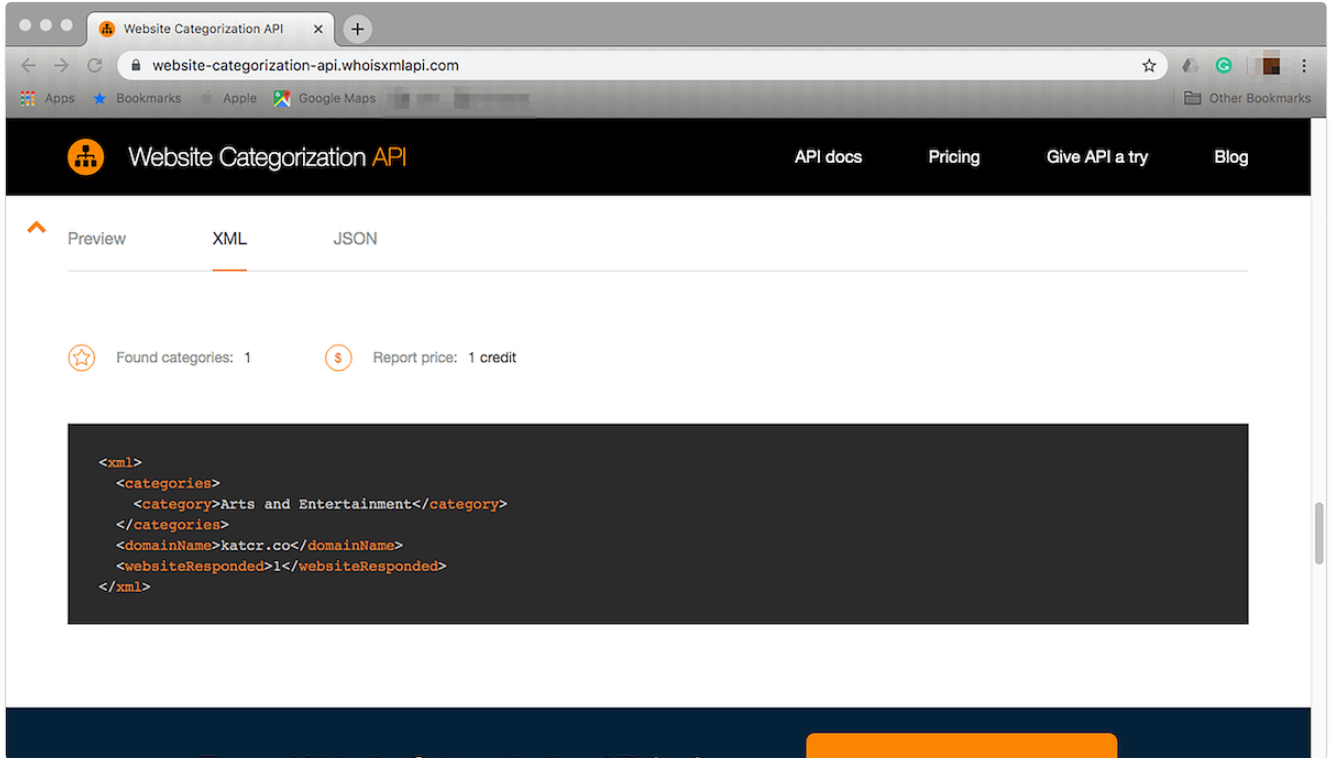 Website Categorization API
website-categorization-api.whoisxmlapi.com
Apps Bookmarks Apple Google Maps Other Bookmarks
Website Categorization API API docs Pricing Give API a try Blog
Preview XML JSON
Found categories: 1 $ Report price: 1 credit
<xml>
<categories>
<category>Arts and Entertainment</category>
</categories>
<domainName>katcr.co</domainName>
<websiteResponded>1</websiteResponded>
</xml>